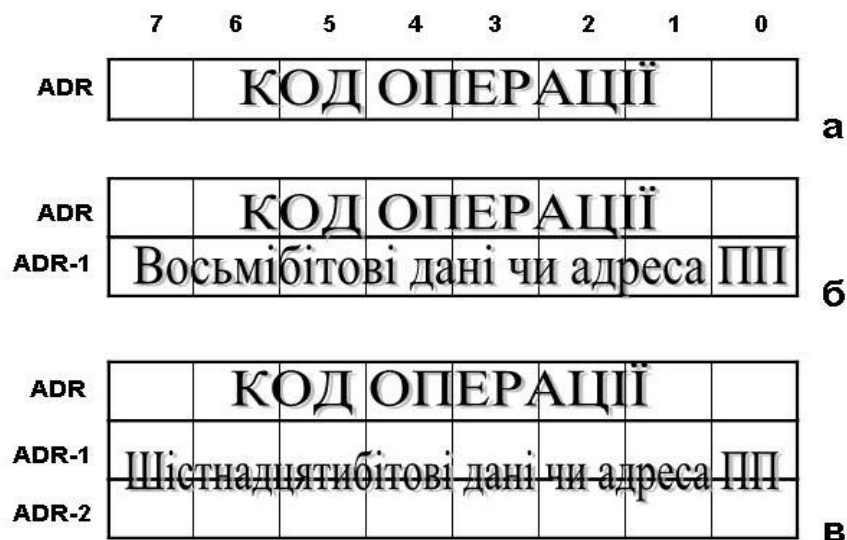 7 6 5 4 3 2 1 0
ADR КОД ОПЕРАЦІЇ
а
ADR КОД ОПЕРАЦІЇ
ADR-1 Восьмібітові дані чи адреса ПП
б
ADR КОД ОПЕРАЦІЇ
ADR-1 Шістнадцятибітові дані чи адреса ПП
ADR-2
в